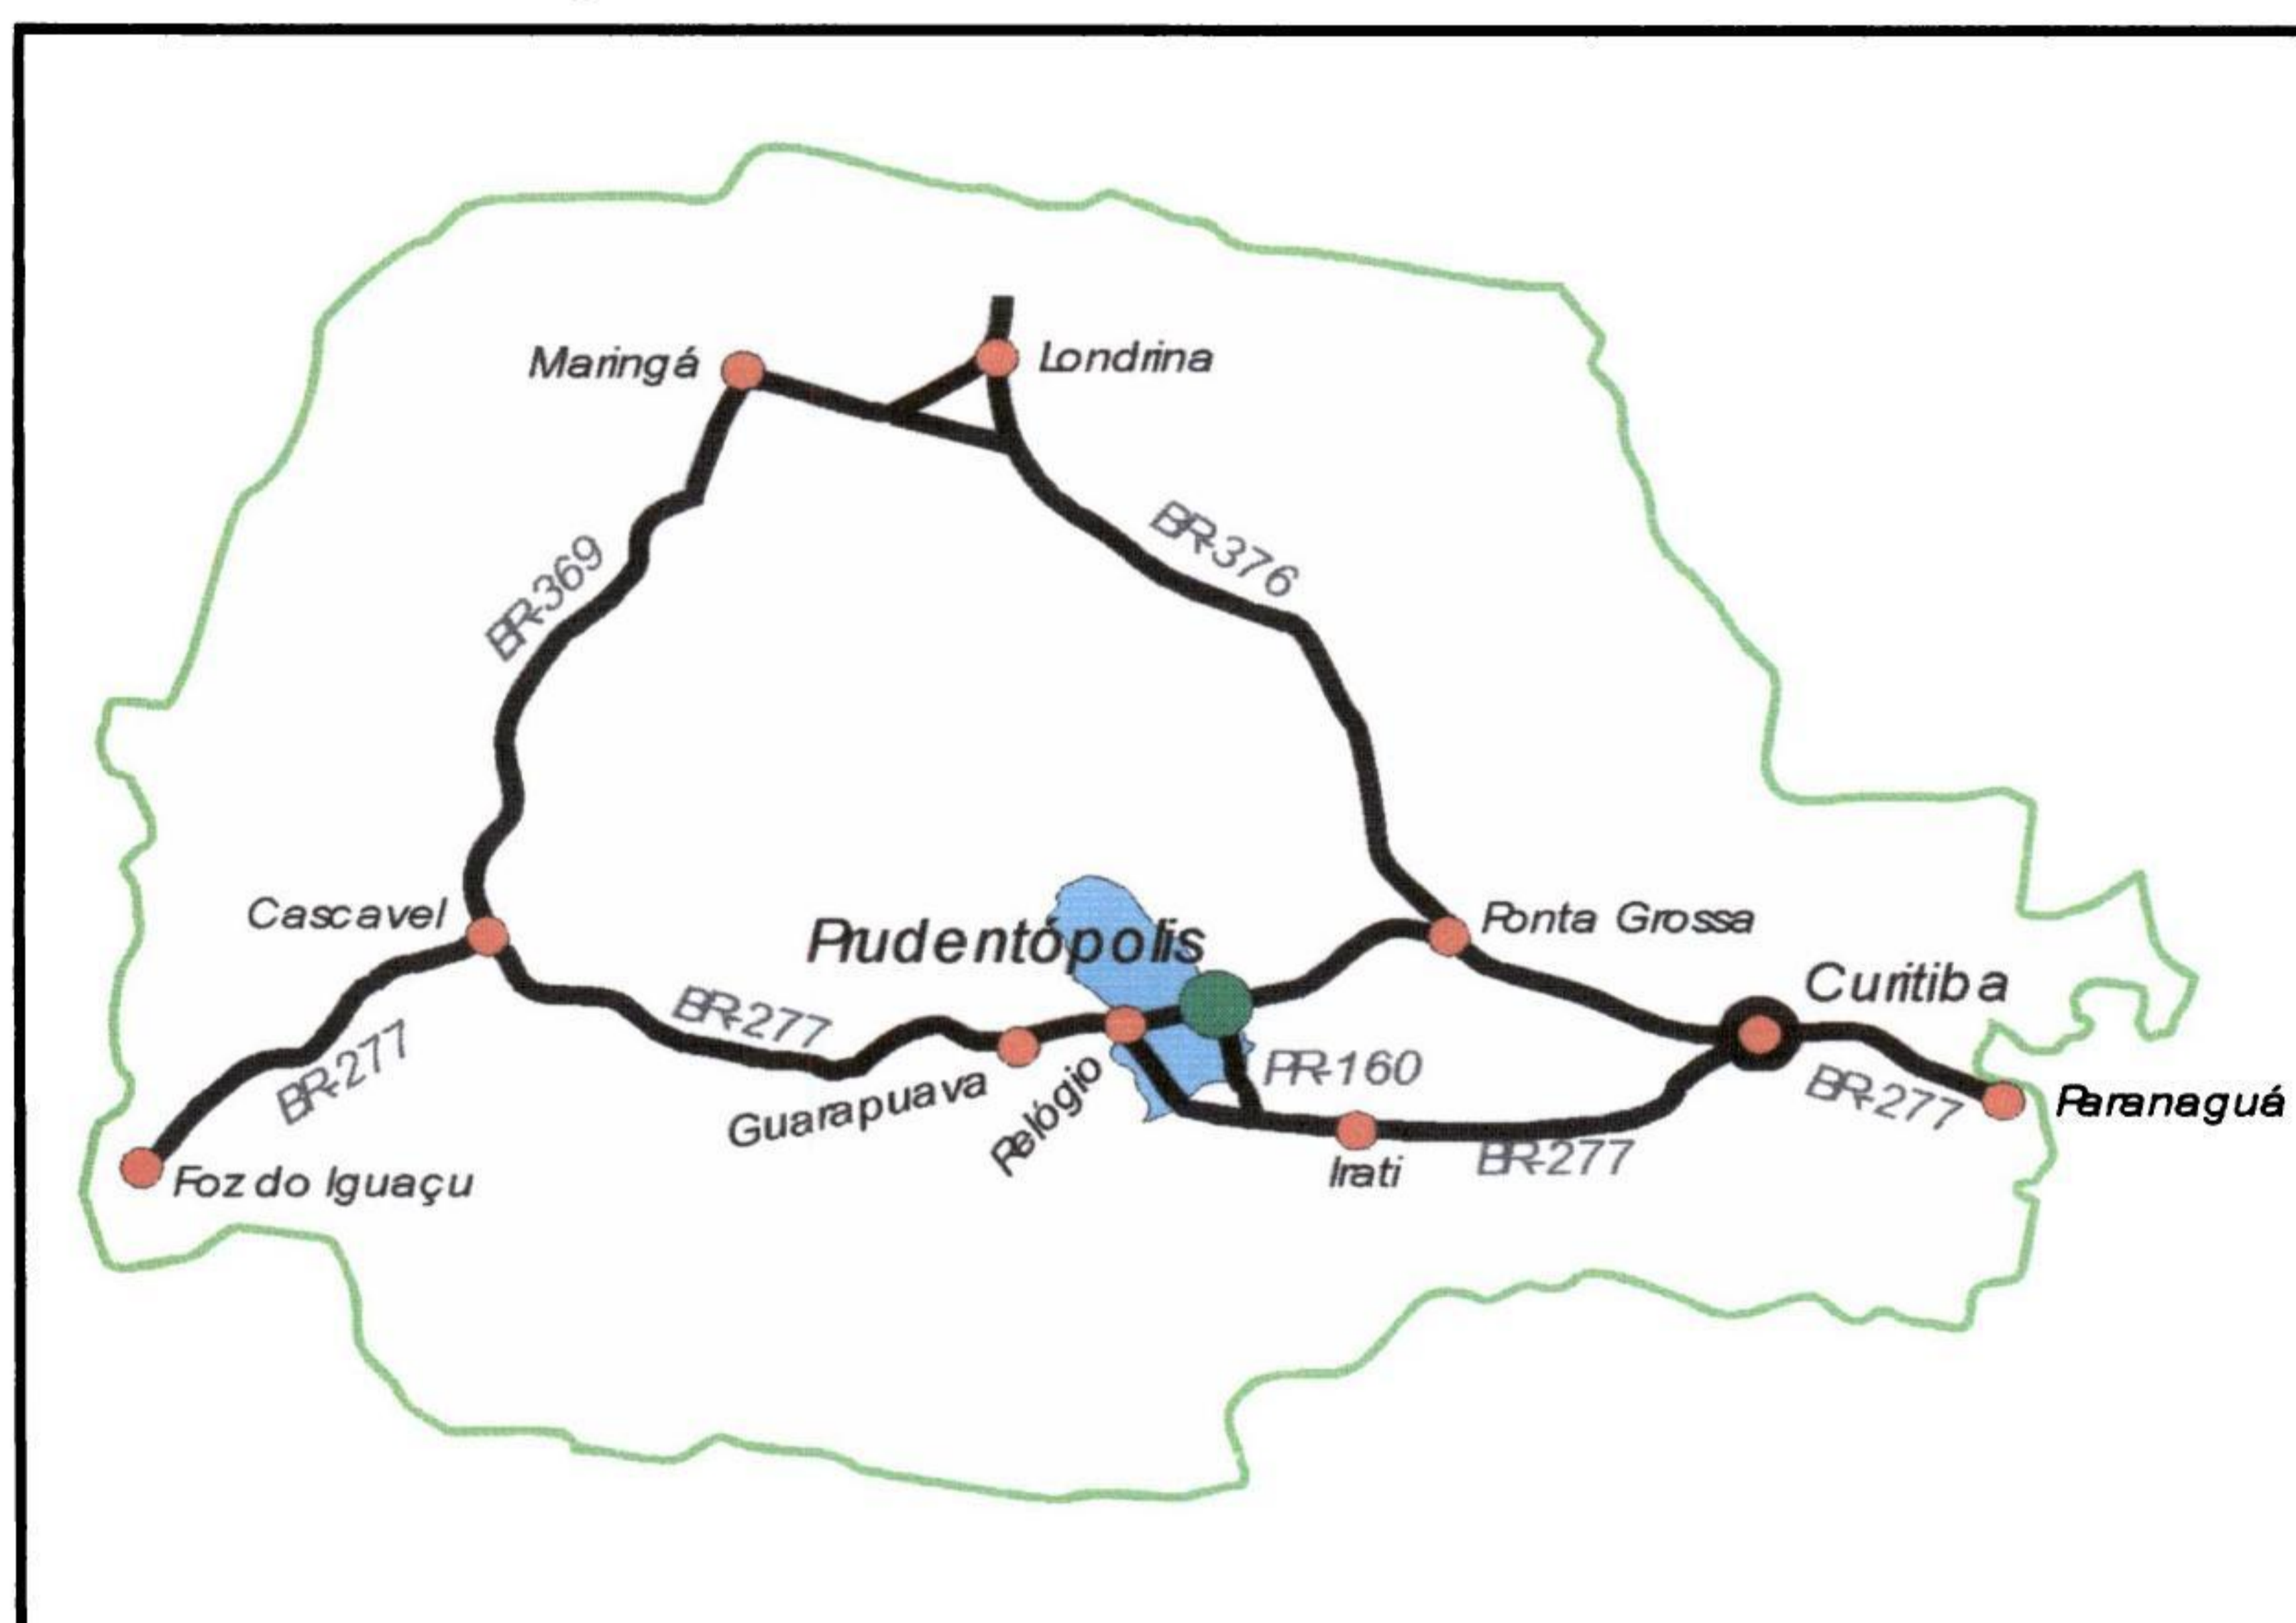 Maringá
Londrina
BR-376
BR-369
Cascavel
Prudentópolis
Ponta Grossa
Curitiba
BR-277
BR-277
Guarapuava
Relógio
PR-160
BR-277
Paranaguá
Irati
BR-277
Foz do Iguaçu